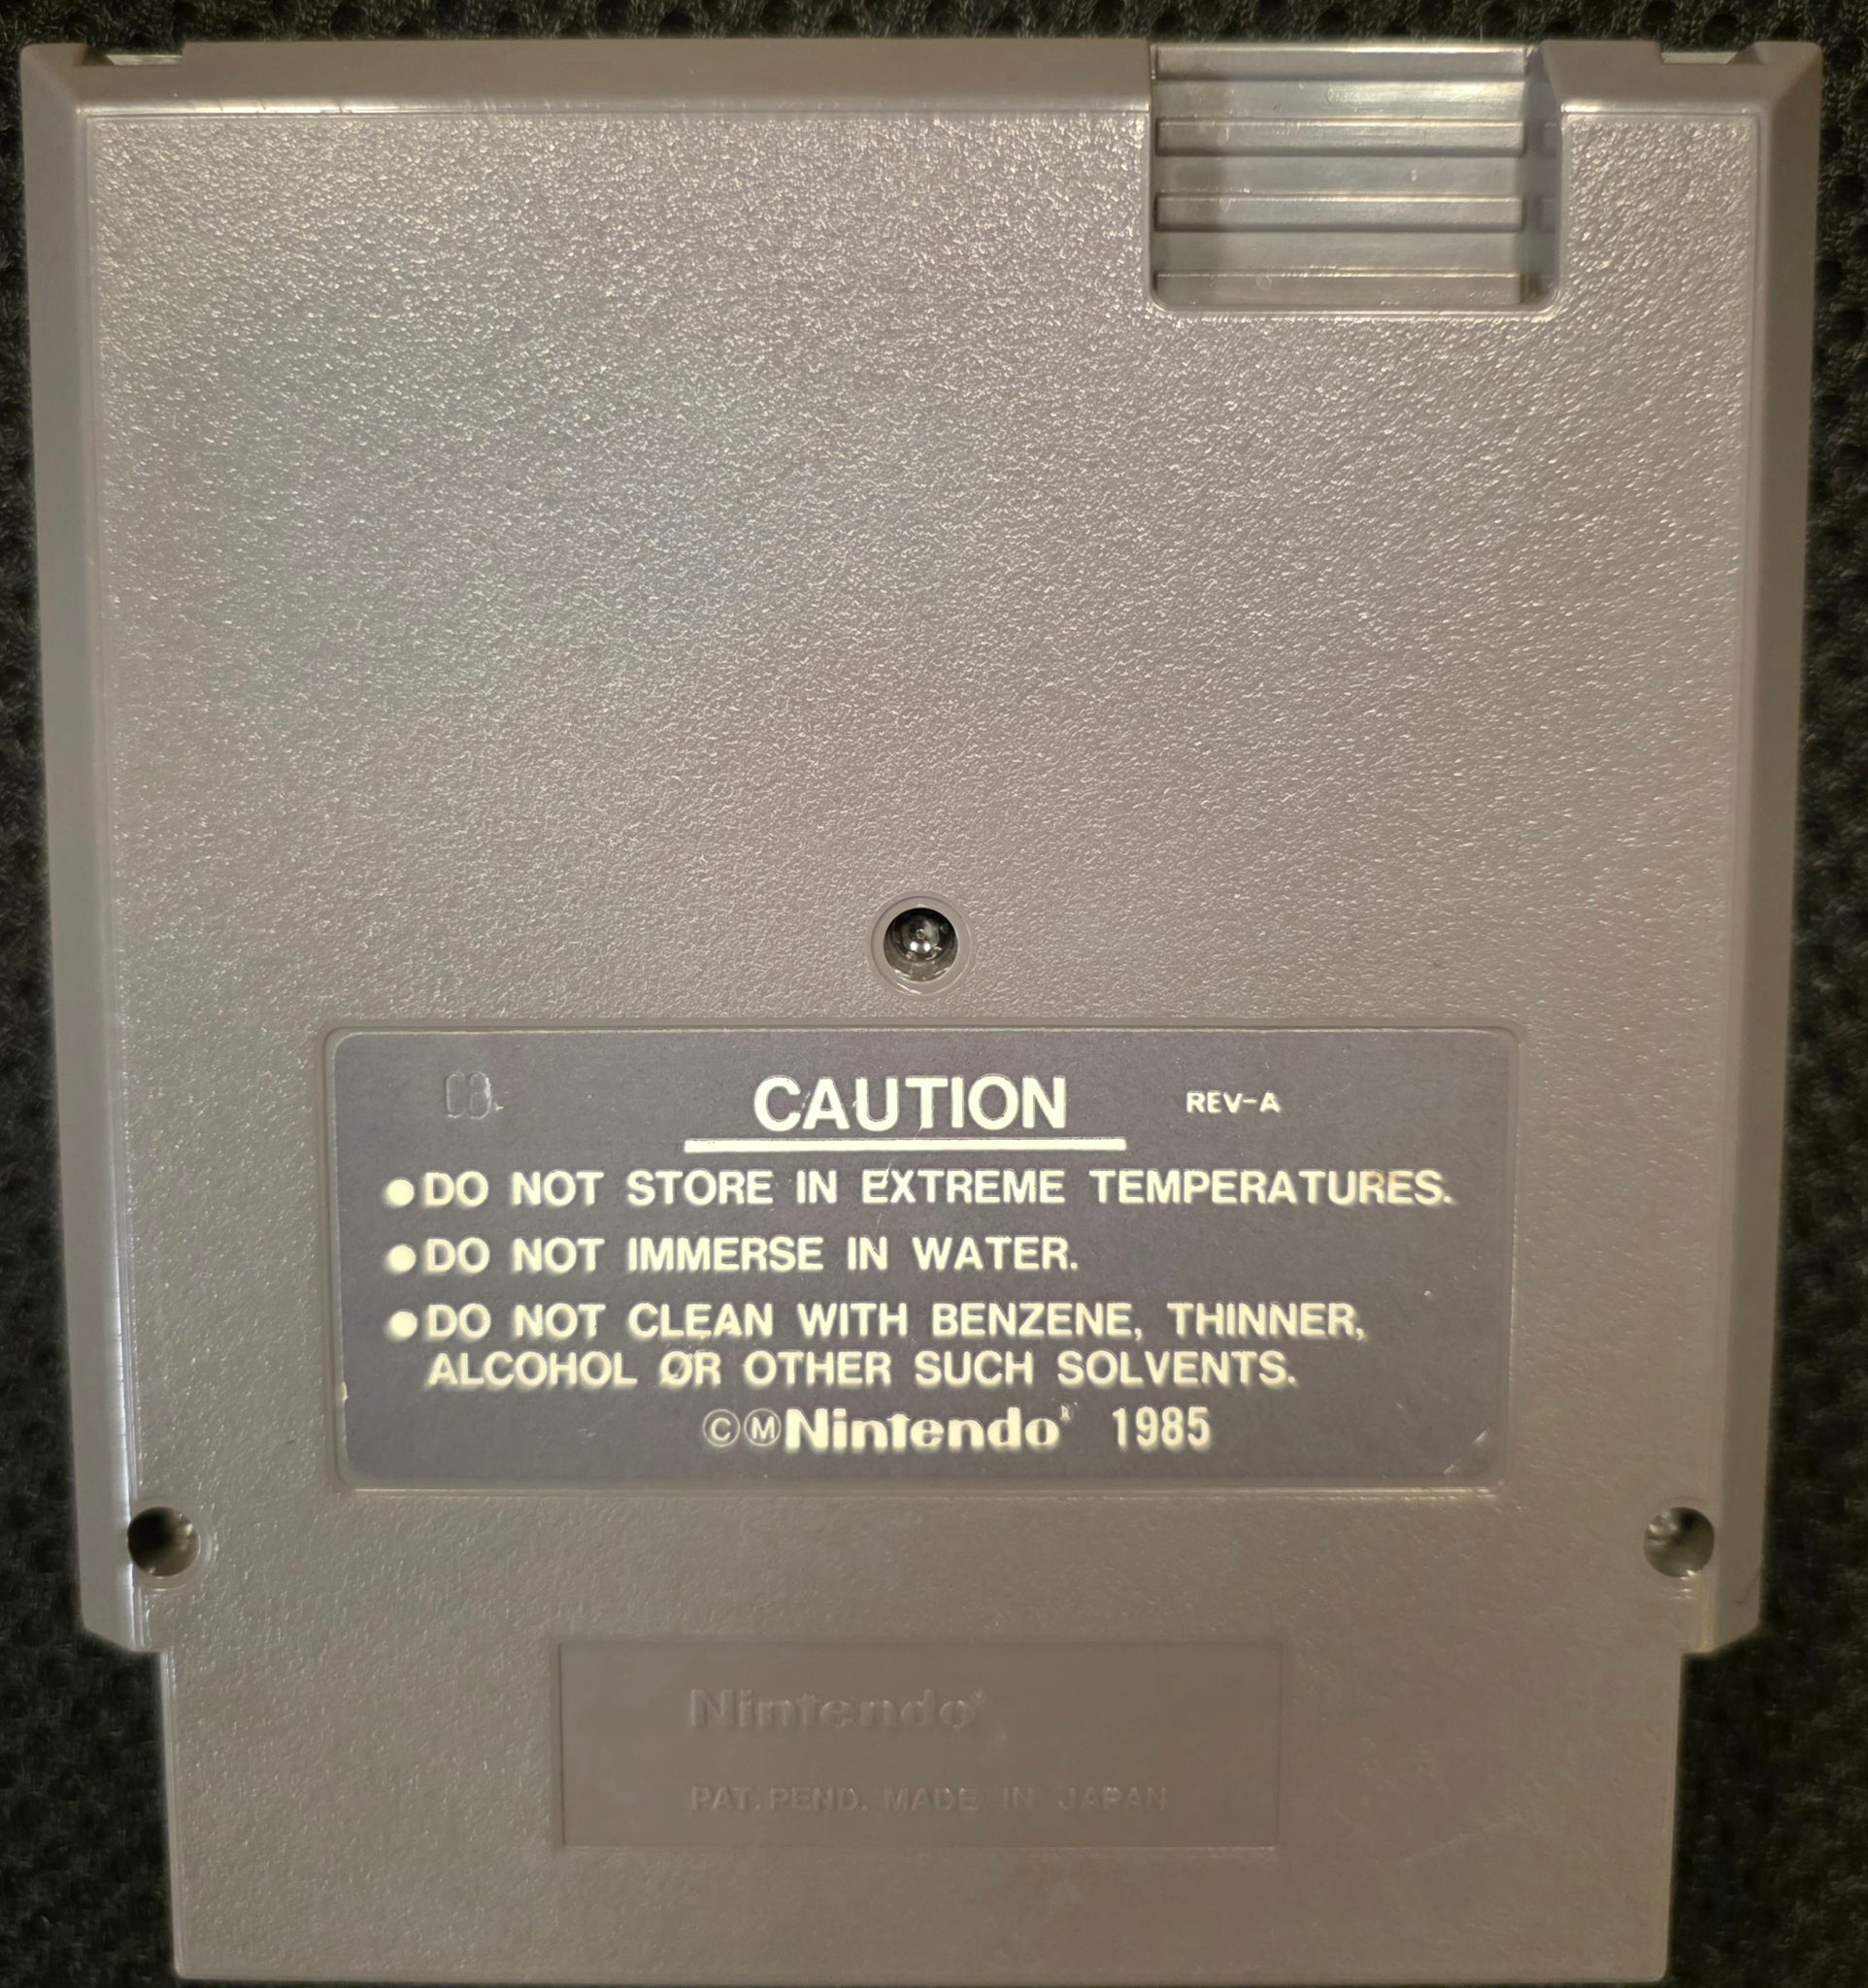 CAUTION REV-A
●DO NOT STORE IN EXTREME TEMPERATURES.
●DO NOT IMMERSE IN WATER.
●DO NOT CLEAN WITH BENZENE, THINNER,
ALCOHOL OR OTHER SUCH SOLVENTS.
ⒸⓂNintendo® 1985
Nintendo®
PAT. PEND. MADE IN JAPAN